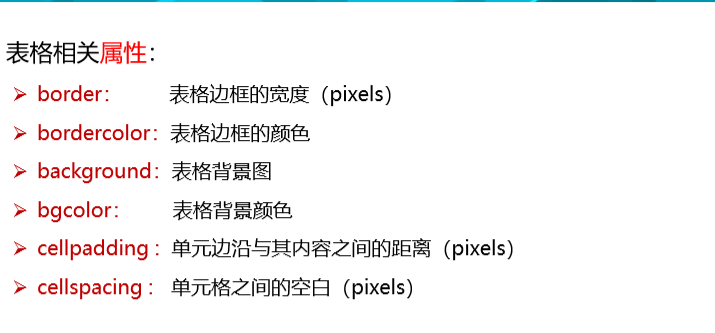 表格相关属性：
➢ border： 表格边框的宽度（pixels）
➢ bordercolor： 表格边框的颜色
➢ background： 表格背景图
➢ bgcolor： 表格背景颜色
➢ cellpadding： 单元边沿与其内容之间的距离（pixels）
➢ cellspacing： 单元格之间的空白（pixels）